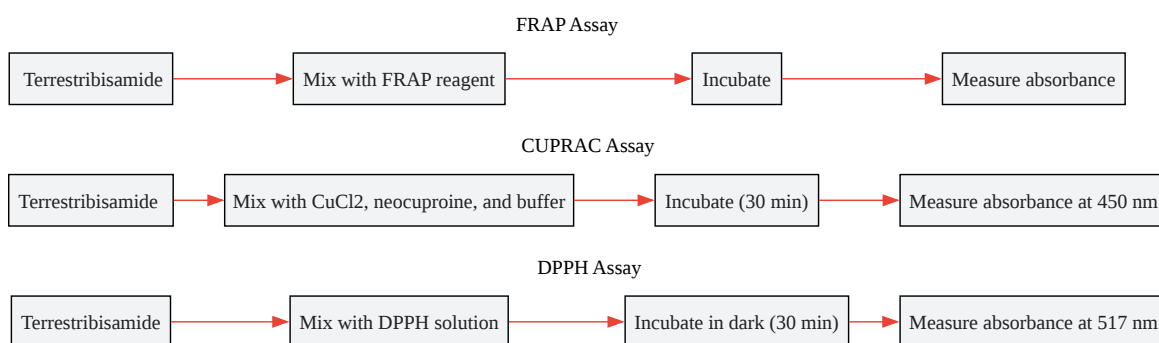 FRAP Assay
Terrestribisamide
Mix with FRAP reagent
Incubate
Measure absorbance
CUPRAC Assay
Terrestribisamide
Mix with CuCl2, neocuproine, and buffer
Incubate (30 min)
Measure absorbance at 450 nm
DPPH Assay
Terrestribisamide
Mix with DPPH solution
Incubate in dark (30 min)
Measure absorbance at 517 nm